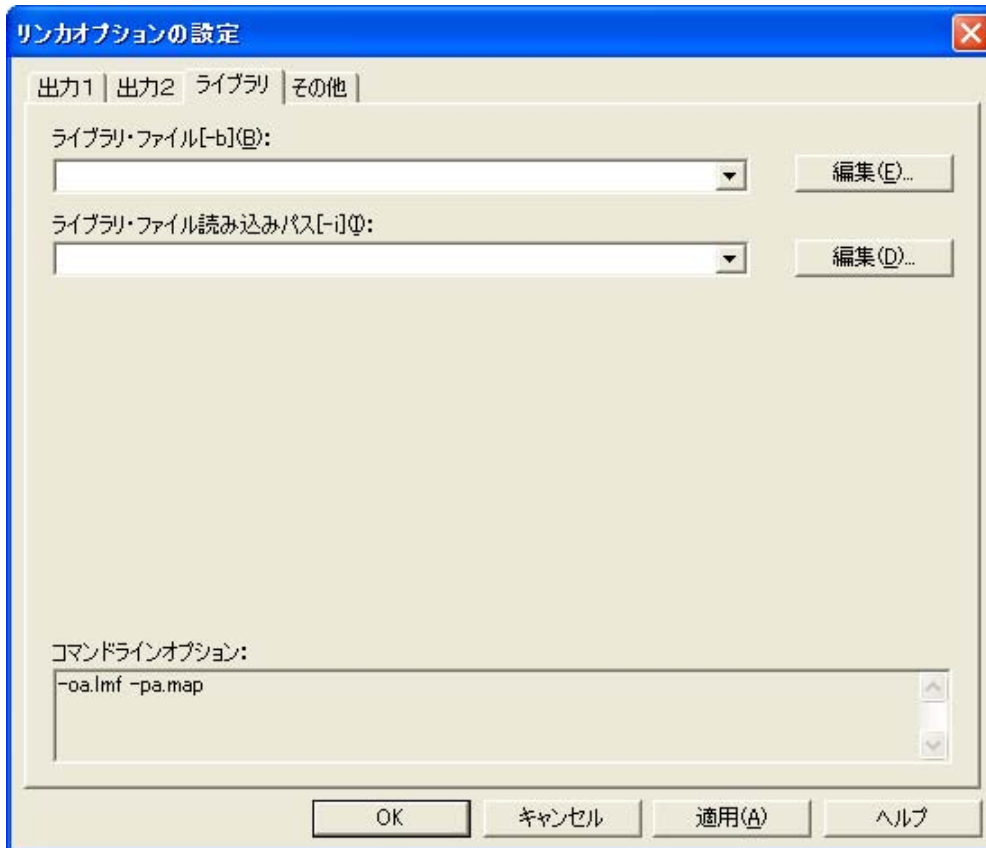 リンカオプションの設定
出力1 出力2 ライブラリ その他
ライブラリ・ファイル[-b](B):
編集(E)...
ライブラリ・ファイル読み込みパス[-i](I):
編集(D)...
コマンドラインオプション:
-oa.lmf -pa.map
OK キャンセル 適用(A) ヘルプ